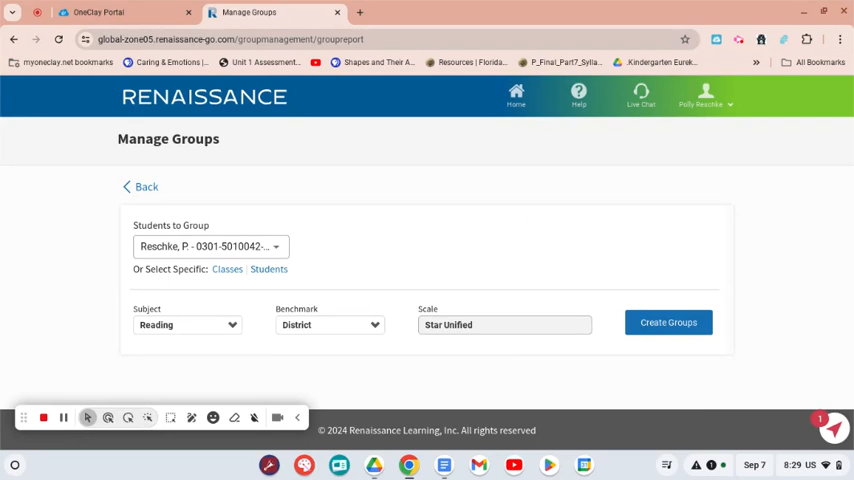 OneClay Portal
Manage Groups
global-zone05.renaissance-go.com/groupmanagement/groupreport
myoneclay.net bookmarks
Caring & Emotions |...
Unit 1 Assessment...
Shapes and Their A...
Resources | Florida...
P_Final_Part7_Sylla...
.Kindergarten Eurek...
All Bookmarks
RENAISSANCE
Home
Help
Live Chat
Polly Reschke
Manage Groups
Back
Students to Group
Reschke, P. - 0301-5010042-...
Or Select Specific: Classes | Students
Subject Benchmark Scale
Reading District Star Unified Create Groups
© 2024 Renaissance Learning, Inc. All rights reserved
1
1 Sep 7 8:29 US